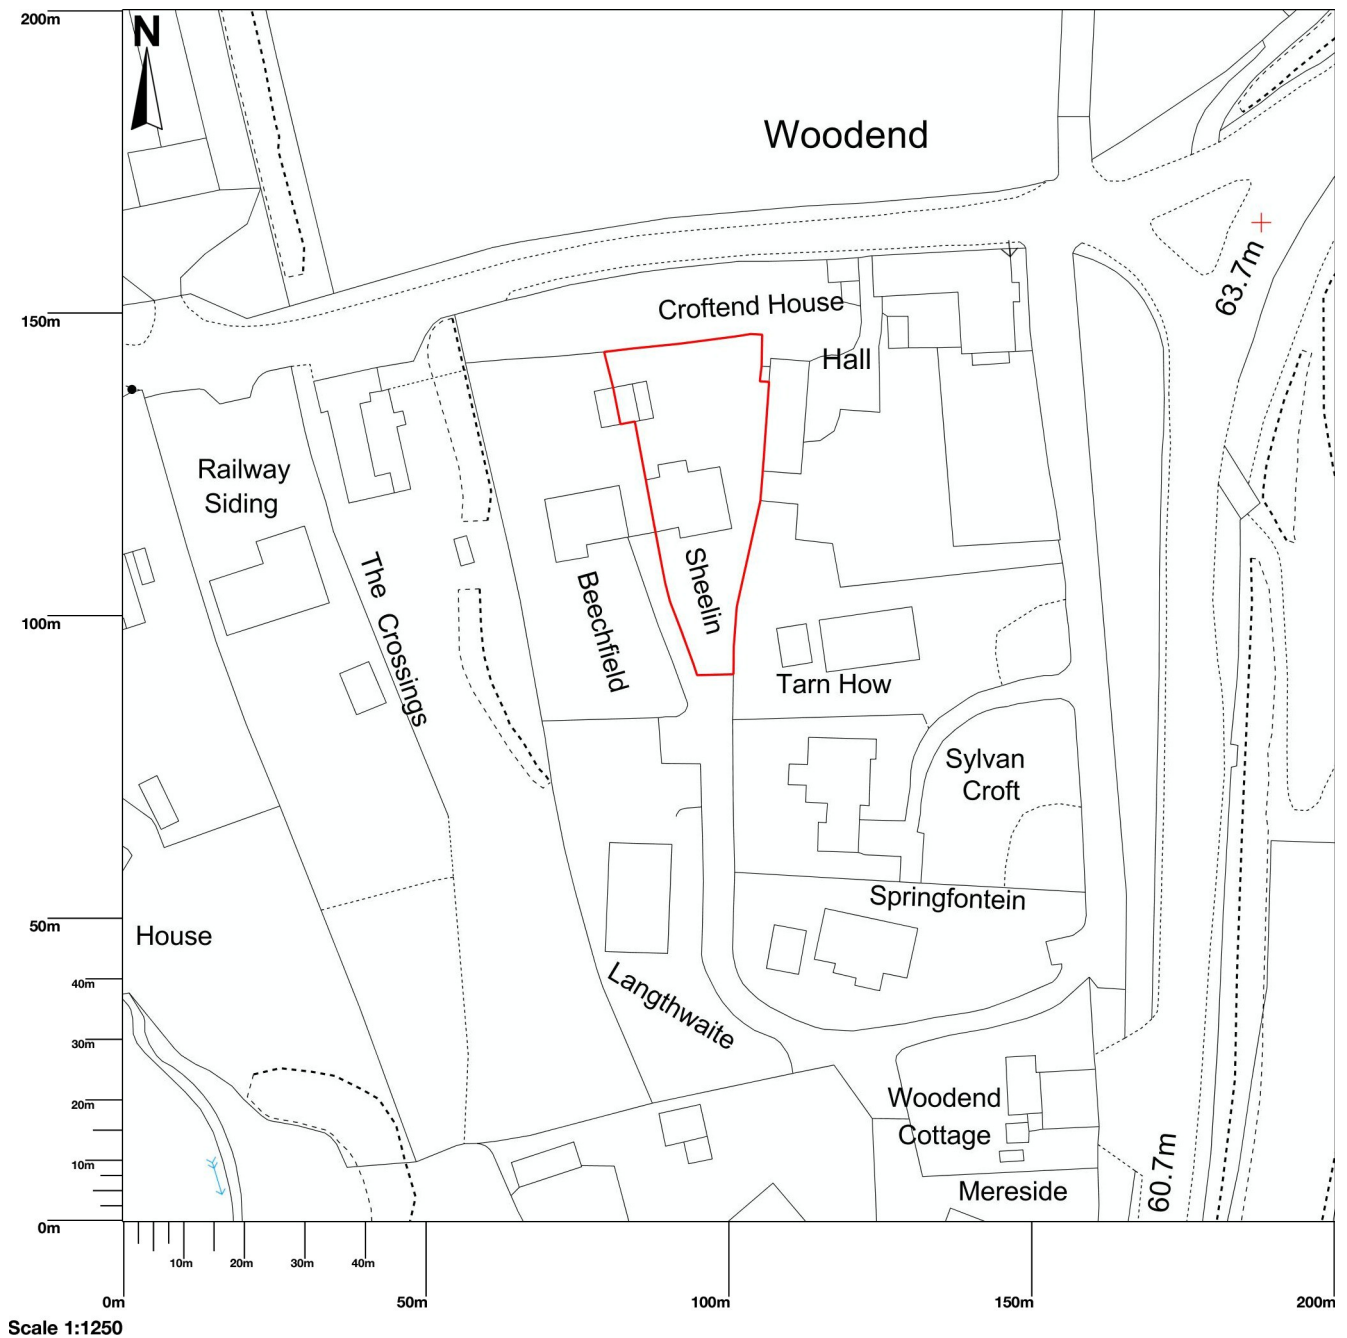 200m
N
Woodend
63.7m
Croftend House
150m
Hall
Railway
Siding
The Crossings
Beechfield
Sheelin
100m
Tarn How
Sylvan
Croft
Springfontein
50m
House
40m
Langthwaite
30m
20m
Woodend
Cottage
10m
Mereside
60.7m
0m
10m
20m
30m
40m
0m
50m
100m
150m
200m
Scale 1:1250